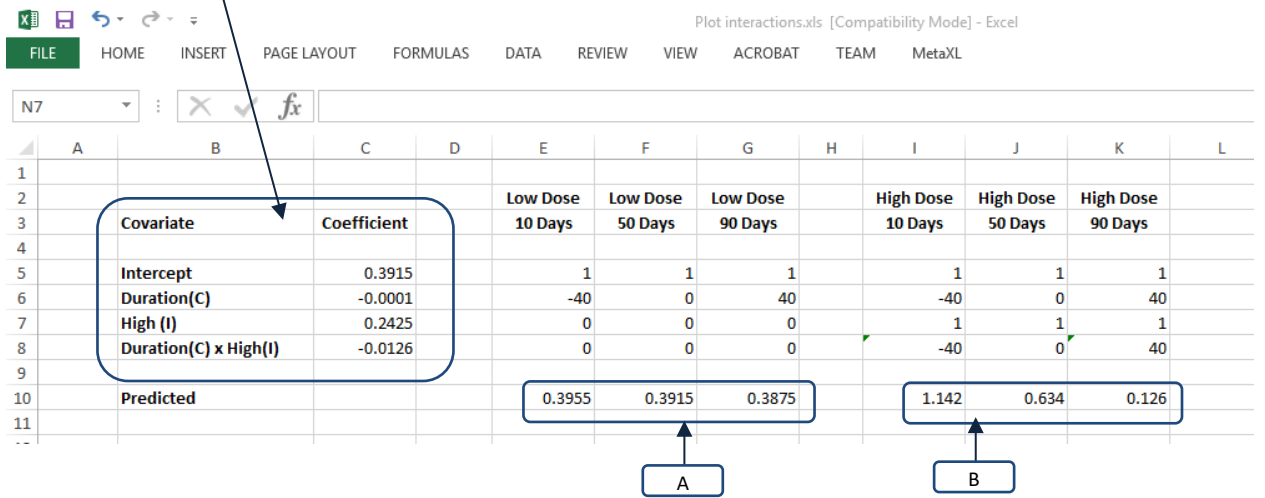 Plot interactions.xls [Compatibility Mode] - Excel
FILE HOME INSERT PAGE LAYOUT FORMULAS DATA REVIEW VIEW ACROBAT TEAM MetaXL
N7 fx
A B C D E F G H I J K L
1
2 Low Dose Low Dose Low Dose High Dose High Dose High Dose
3 Covariate Coefficient 10 Days 50 Days 90 Days 10 Days 50 Days 90 Days
4
5 Intercept 0.3915 1 1 1 1 1 1
6 Duration(C) -0.0001 -40 0 40 -40 0 40
7 High (I) 0.2425 0 0 0 1 1 1
8 Duration(C) x High(I) -0.0126 0 0 0 -40 0 40
9
10 Predicted 0.3955 0.3915 0.3875 1.142 0.634 0.126
11
A B